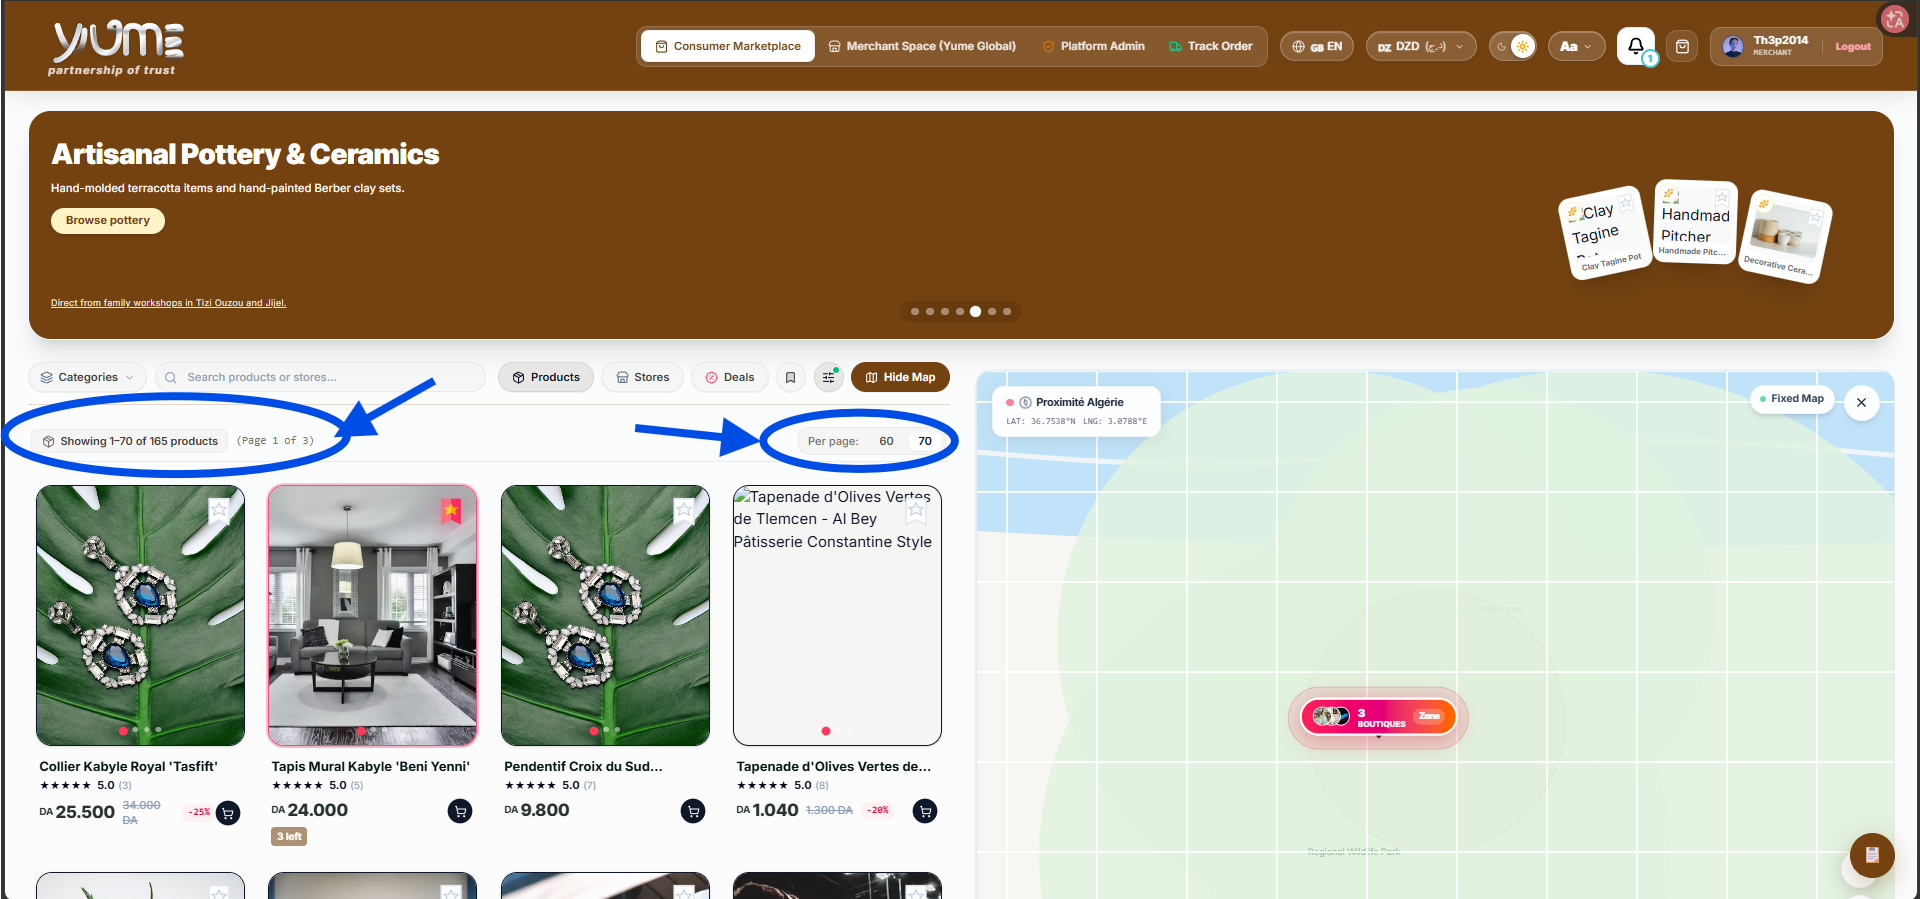 yume
partnership of trust
Consumer Marketplace
Merchant Space (Yume Global)
Platform Admin
Track Order
GB EN
DZ DZD (د.ج)
Aa
1
Th3p2014
MERCHANT
Logout
Artisanal Pottery & Ceramics
Hand-molded terracotta items and hand-painted Berber clay sets.
Browse pottery
Direct from family workshops in Tizi Ouzou and Jijel.
Clay
Tagine
Clay Tagine Pot
Handmad
Pitcher
Handmade Pitc...
Decorative Cera...
Categories
Search products or stores...
Products
Stores
Deals
Hide Map
Showing 1–70 of 165 products
(Page 1 of 3)
Per page: 60 70
Tapenade d'Olives Vertes
de Tlemcen - Al Bey
Pâtisserie Constantine Style
Collier Kabyle Royal 'Tasfift'
★★★★★ 5.0 (3)
DA 25.500 34.000 DA -25%
Tapis Mural Kabyle 'Beni Yenni'
★★★★★ 5.0 (5)
DA 24.000
3 left
Pendentif Croix du Sud...
★★★★★ 5.0 (7)
DA 9.800
Tapenade d'Olives Vertes de...
★★★★★ 5.0 (8)
DA 1.040 1.300 DA -20%
Proximité Algérie
LAT: 36.7538°N LNG: 3.0788°E
Fixed Map
3
BOUTIQUES
Zone
Regional Wildlife Park